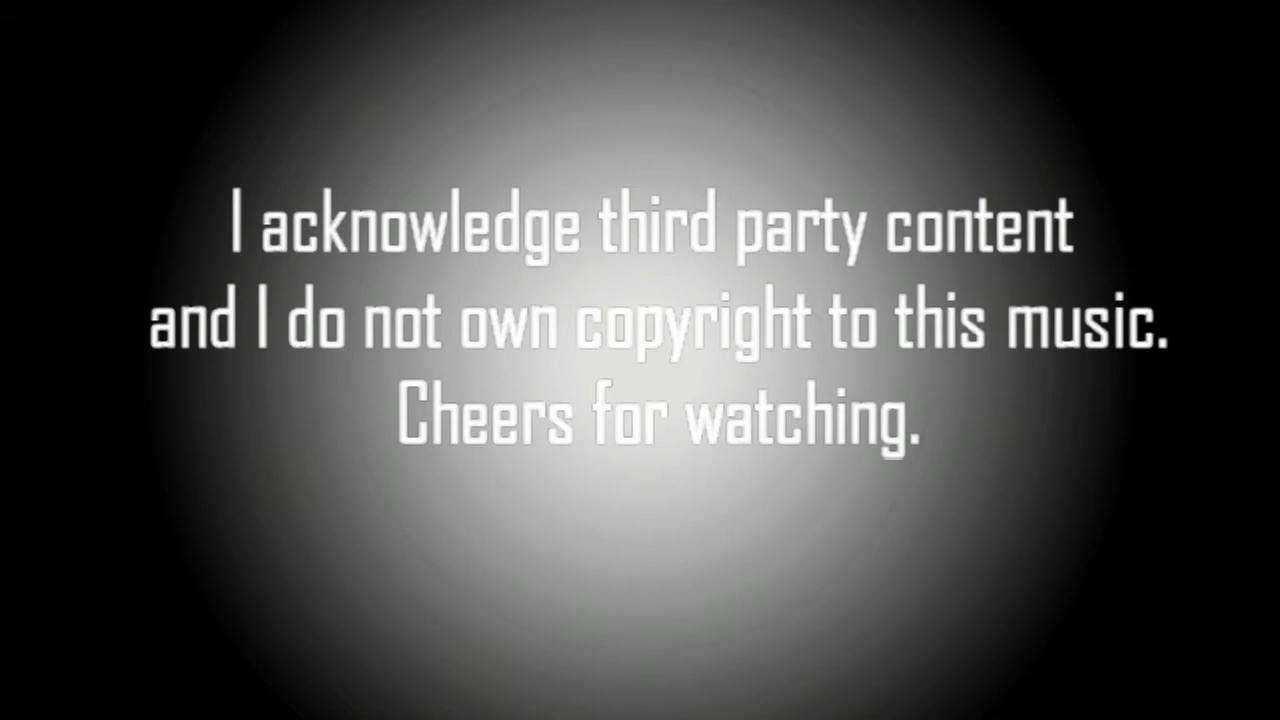 I acknowledge third party content
and I do not own copyright to this music.
Cheers for watching.